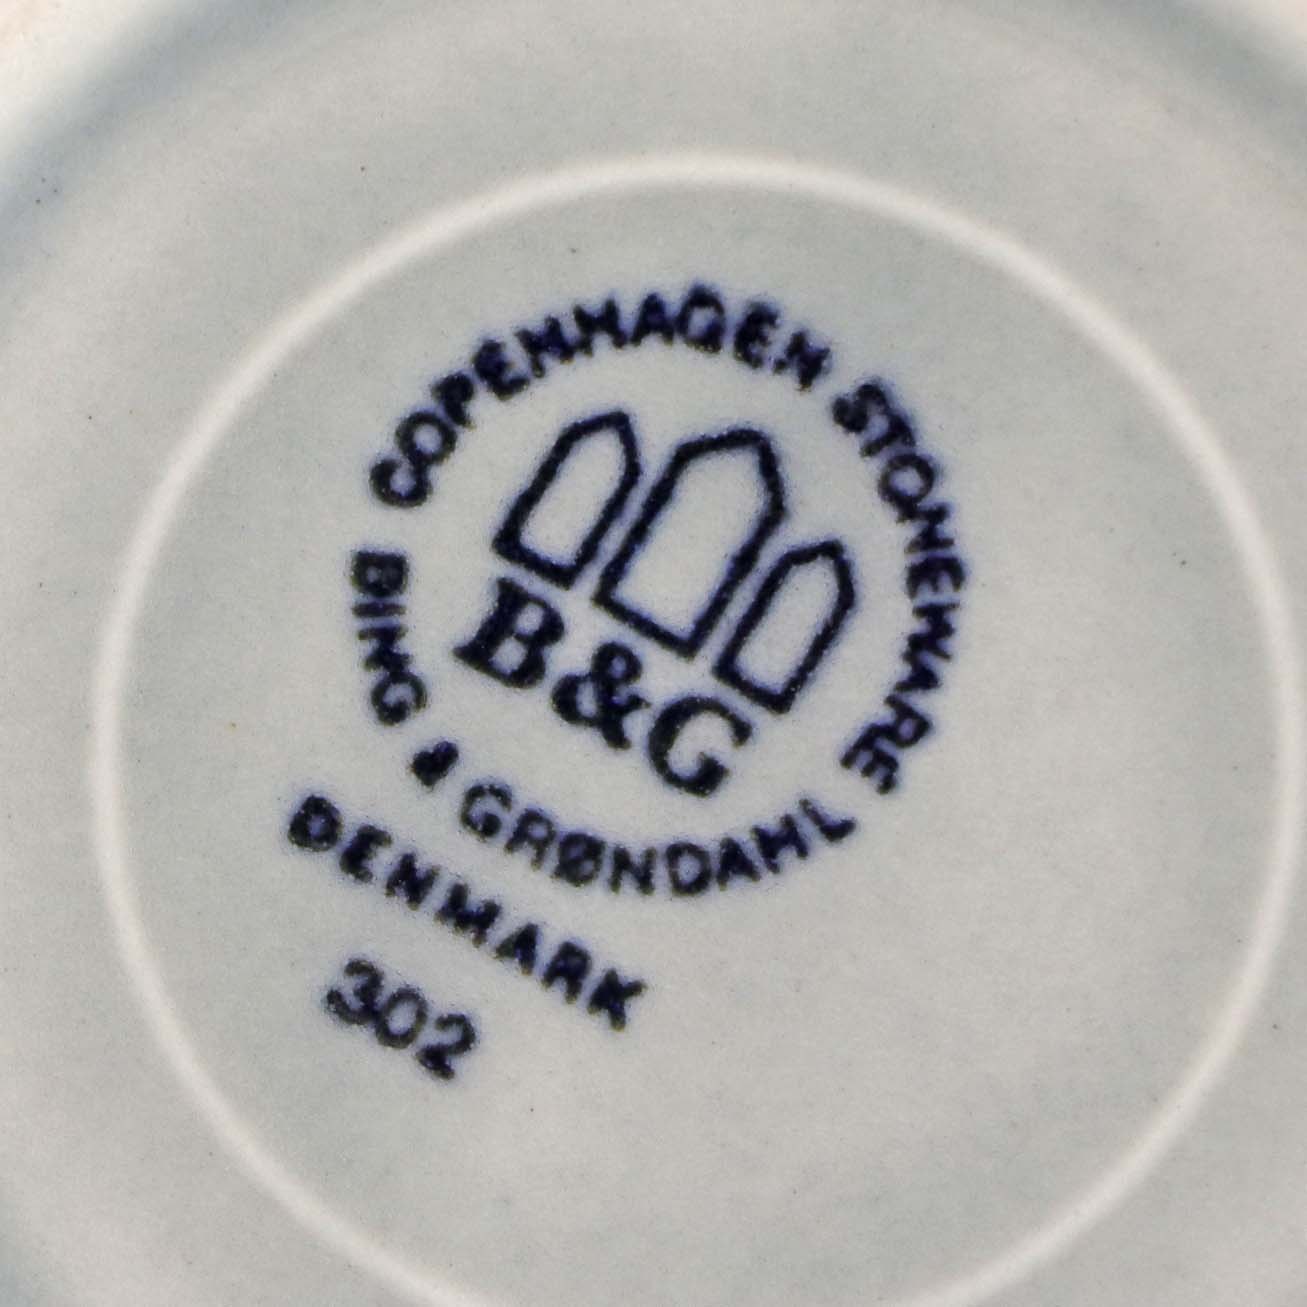 COPENHAGEN STONEWARE
B&G
BING & GRØNDAHL
DENMARK
302